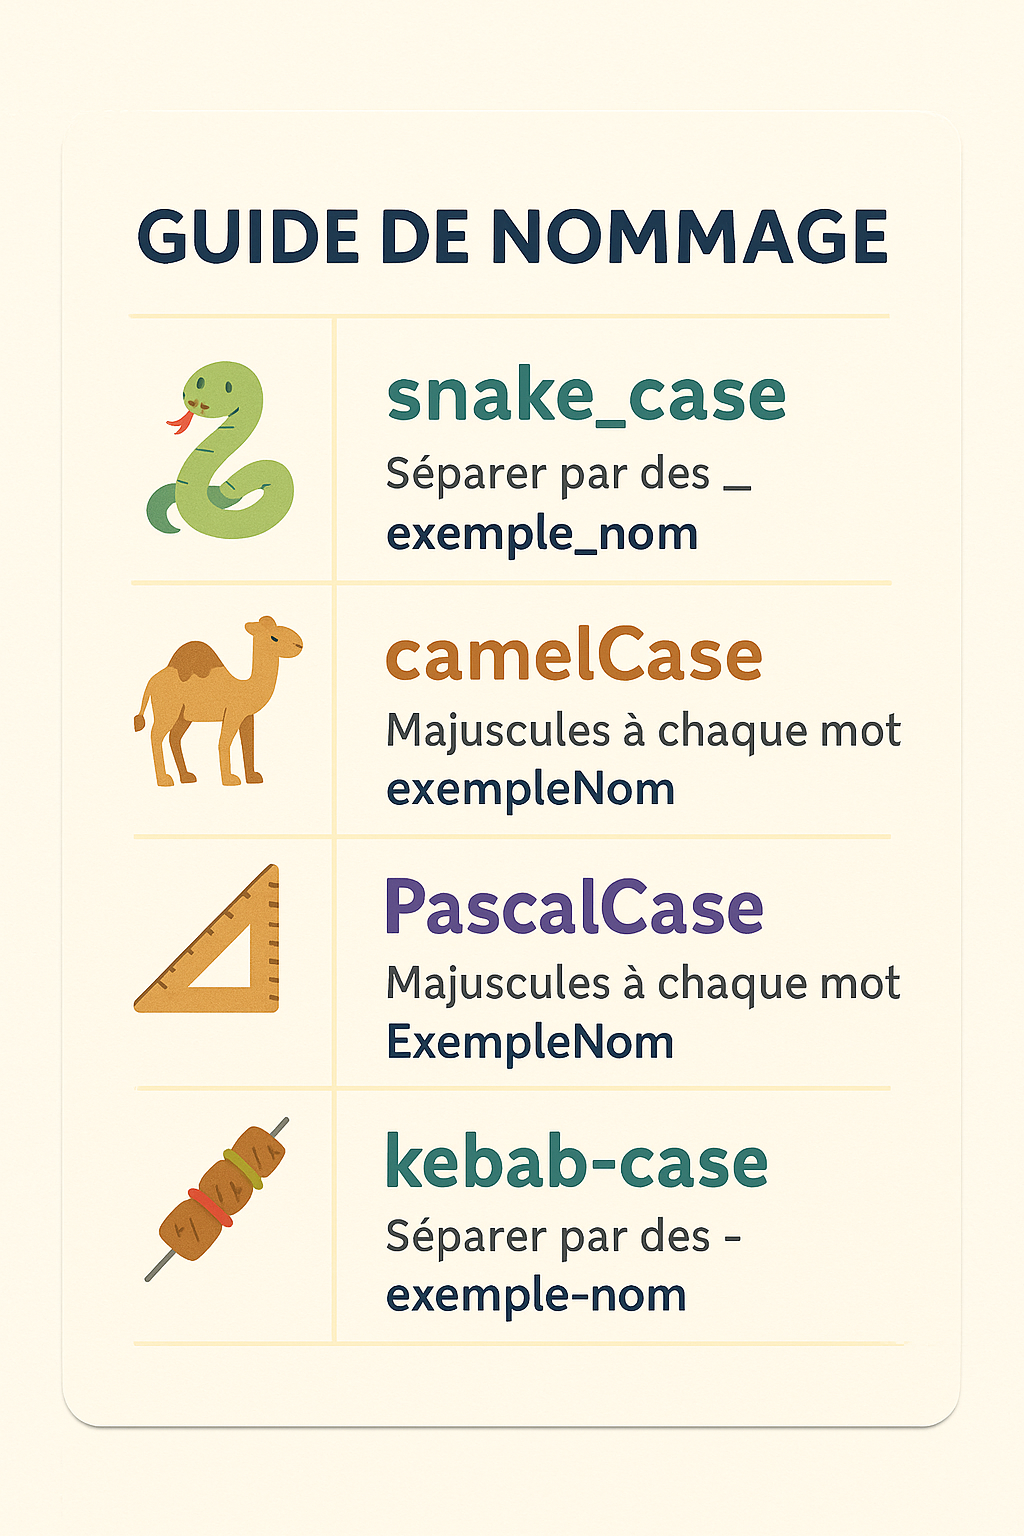 GUIDE DE NOMMAGE
snake_case
Séparer par des _
exemple_nom
camelCase
Majuscules à chaque mot
exempleNom
PascalCase
Majuscules à chaque mot
ExempleNom
kebab-case
Séparer par des -
exemple-nom